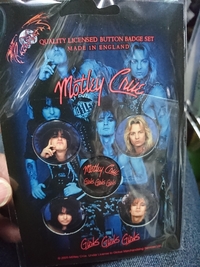 QUALITY LICENSED BUTTON BADGE SET
MADE IN ENGLAND
Mötley Crüe
Mötley Crüe
Girls Girls Girls
Girls Girls Girls